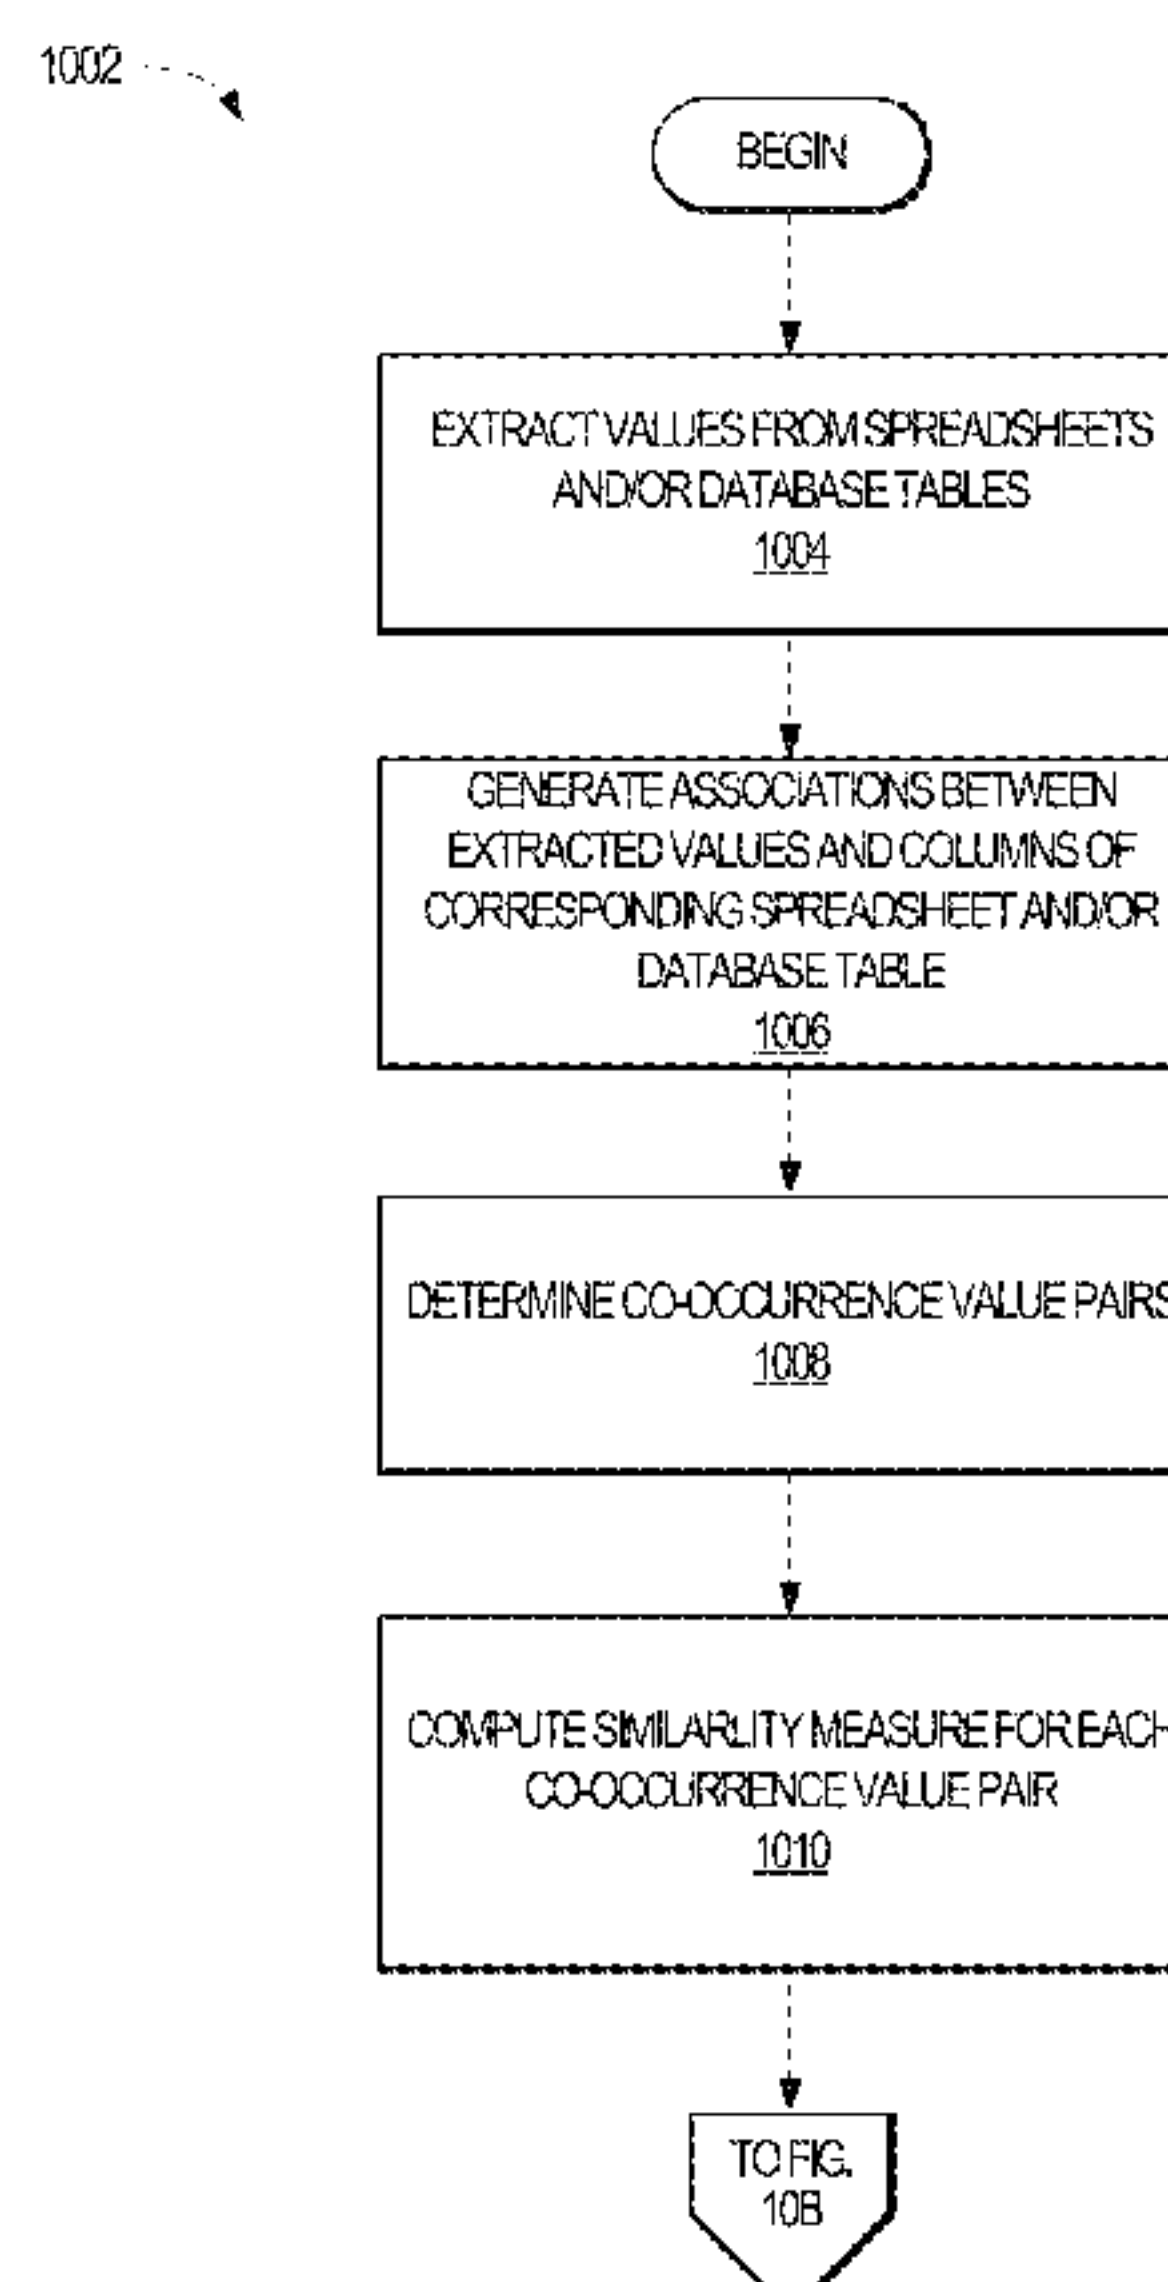 1002
BEGIN
EXTRACT VALUES FROM SPREADSHEETS
AND/OR DATABASE TABLES
1004
GENERATE ASSOCIATIONS BETWEEN
EXTRACTED VALUES AND COLUMNS OF
CORRESPONDING SPREADSHEET AND/OR
DATABASE TABLE
1006
DETERMINE CO-OCCURRENCE VALUE PAIRS
1008
COMPUTE SIMILARLITY MEASURE FOR EACH
CO-OCCURRENCE VALUE PAIR
1010
TO FIG.
10B